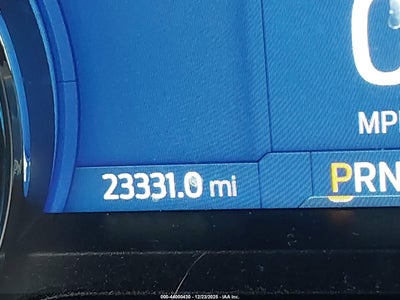 0
MPH
23331.0 mi
PRN
000-44000430 - 12/23/2025 - IAA Inc.